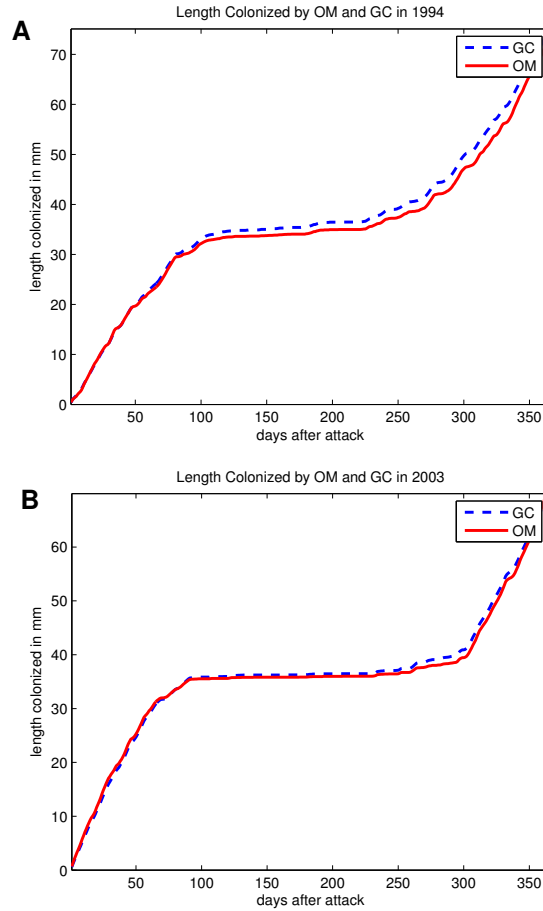 A
Length Colonized by OM and GC in 1994
GC
OM
length colonized in mm
70
60
50
40
30
20
10
0
50 100 150 200 250 300 350
days after attack
B
Length Colonized by OM and GC in 2003
GC
OM
length colonized in mm
60
50
40
30
20
10
0
50 100 150 200 250 300 350
days after attack